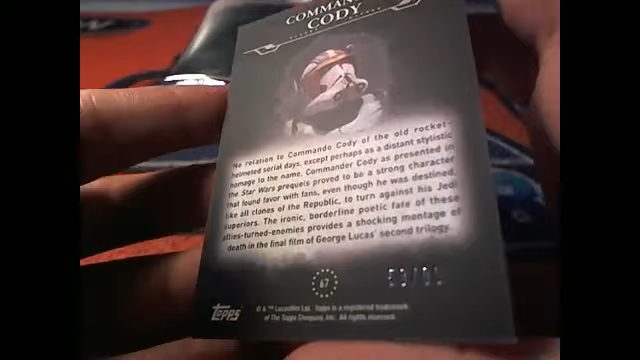 COMMAN
CODY
No relation to Commando Cody of the old rocket-
helmeted serial days, except perhaps as a distant stylistic
homage to the name, Commander Cody as presented in
the Star Wars prequels proved to be a strong character
that found favor with fans, even though he was destined,
like all clones of the Republic, to turn against his Jedi
superiors. The ironic, borderline poetic fate of these
allies-turned-enemies provides a shocking montage of
death in the final film of George Lucas' second trilogy.
67
Topps
© & ™ Lucasfilm Ltd. Topps is a registered trademark
of The Topps Company, Inc. All rights reserved.